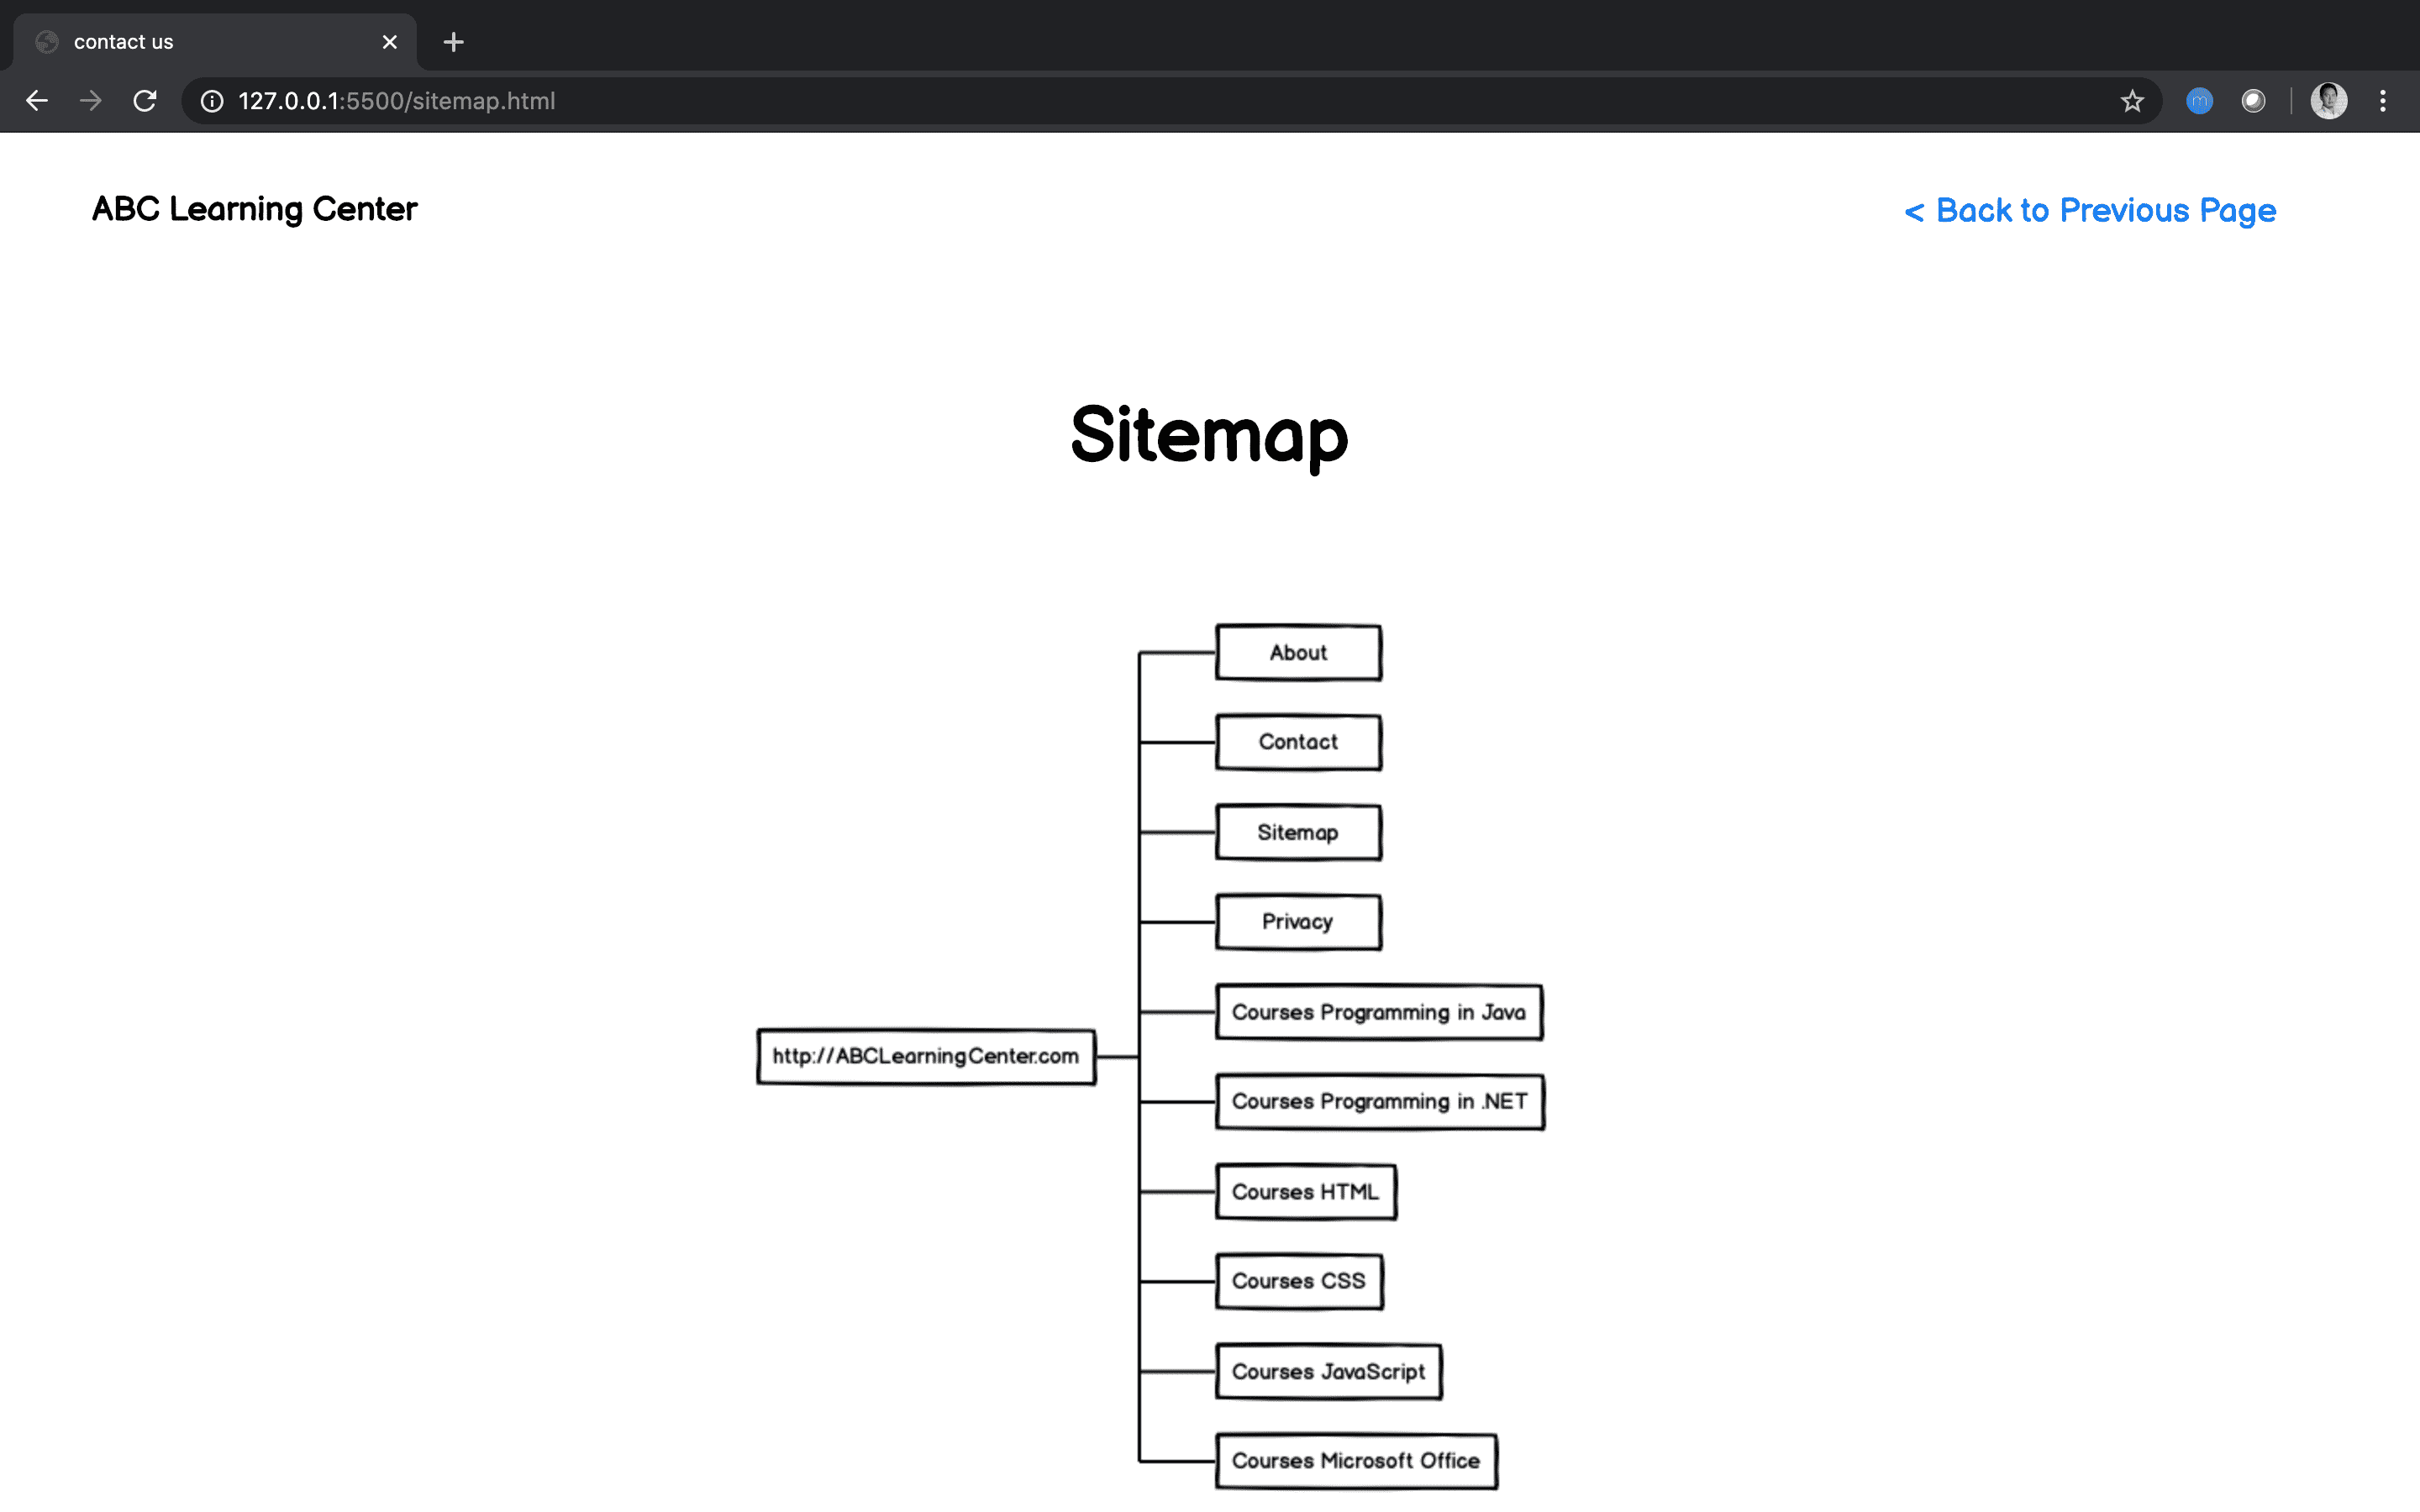 contact us
127.0.0.1:5500/sitemap.html
ABC Learning Center
< Back to Previous Page
Sitemap
About
Contact
Sitemap
Privacy
Courses Programming in Java
http://ABCLearningCenter.com
Courses Programming in .NET
Courses HTML
Courses CSS
Courses JavaScript
Courses Microsoft Office